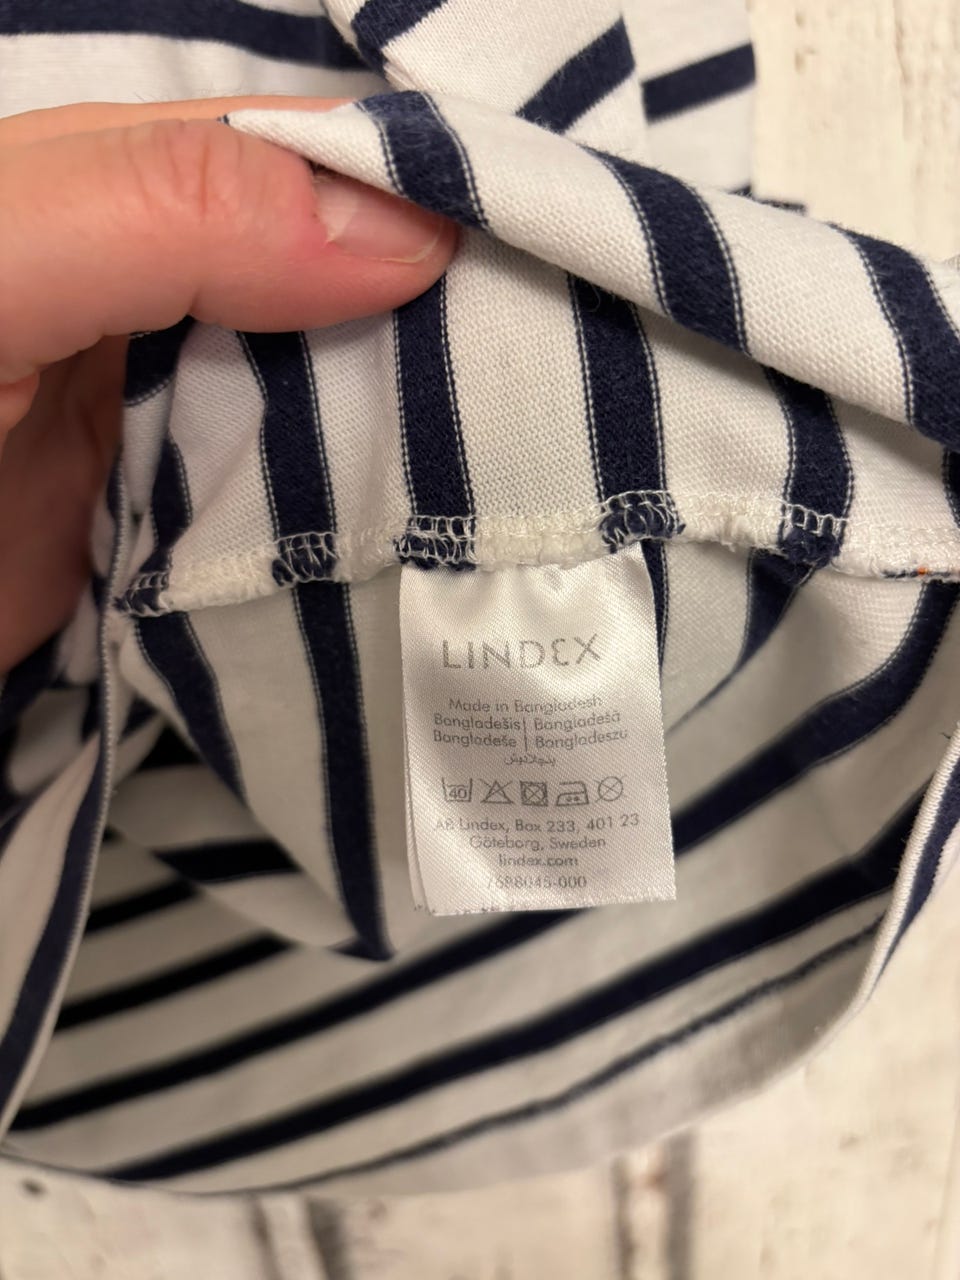 LINDEX
Made in Bangladesh
Bangladešis | Bangladešā
Bangladeše | Bangladeszu
بنجلاديش
40
AB Lindex, Box 233, 401 23
Göteborg, Sweden
lindex.com
7688045-000